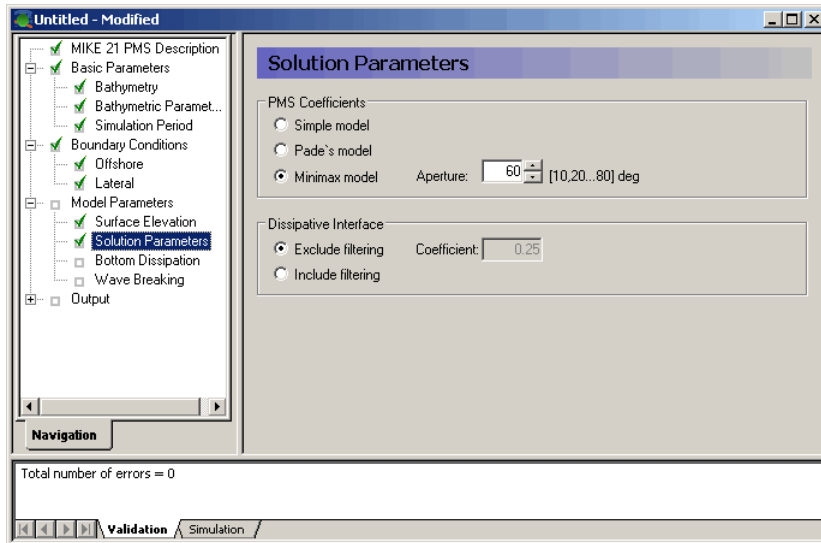 Untitled - Modified
MIKE 21 PMS Description
Basic Parameters
Bathymetry
Bathymetric Paramet...
Simulation Period
Boundary Conditions
Offshore
Lateral
Model Parameters
Surface Elevation
Solution Parameters
Bottom Dissipation
Wave Breaking
Output
Navigation
Solution Parameters
PMS Coefficients
Simple model
Pade`s model
Minimax model Aperture: 60 [10,20...80] deg
Dissipative Interface
Exclude filtering Coefficient: 0.25
Include filtering
Total number of errors = 0
Validation Simulation